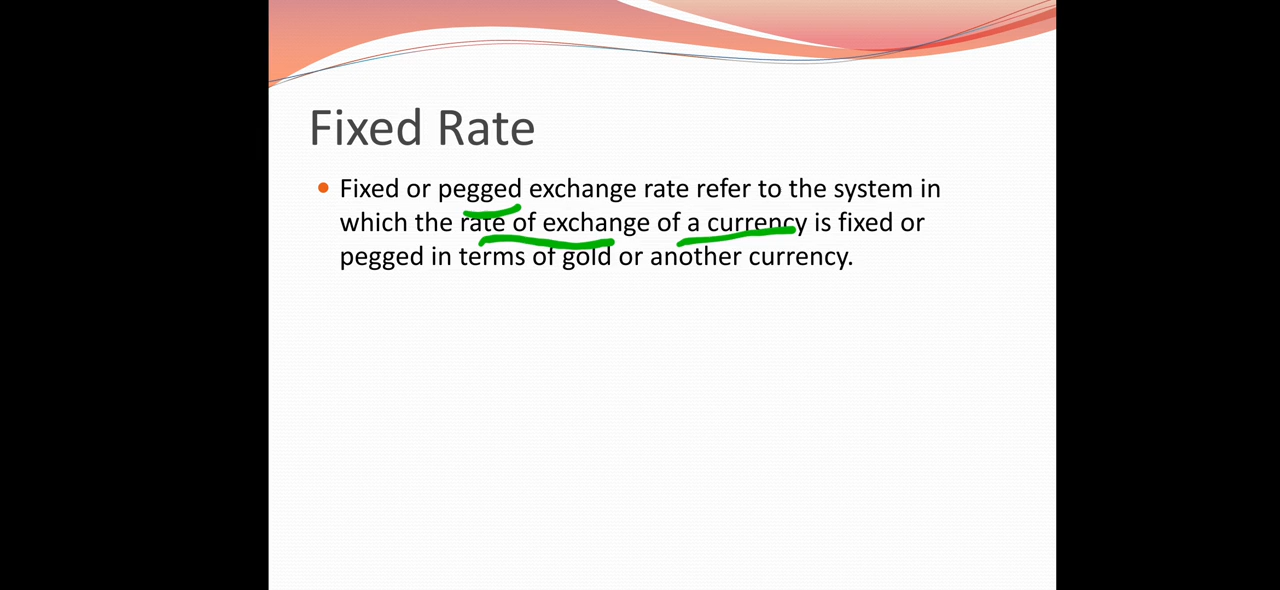 Fixed Rate
Fixed or pegged exchange rate refer to the system in
which the rate of exchange of a currency is fixed or
pegged in terms of gold or another currency.